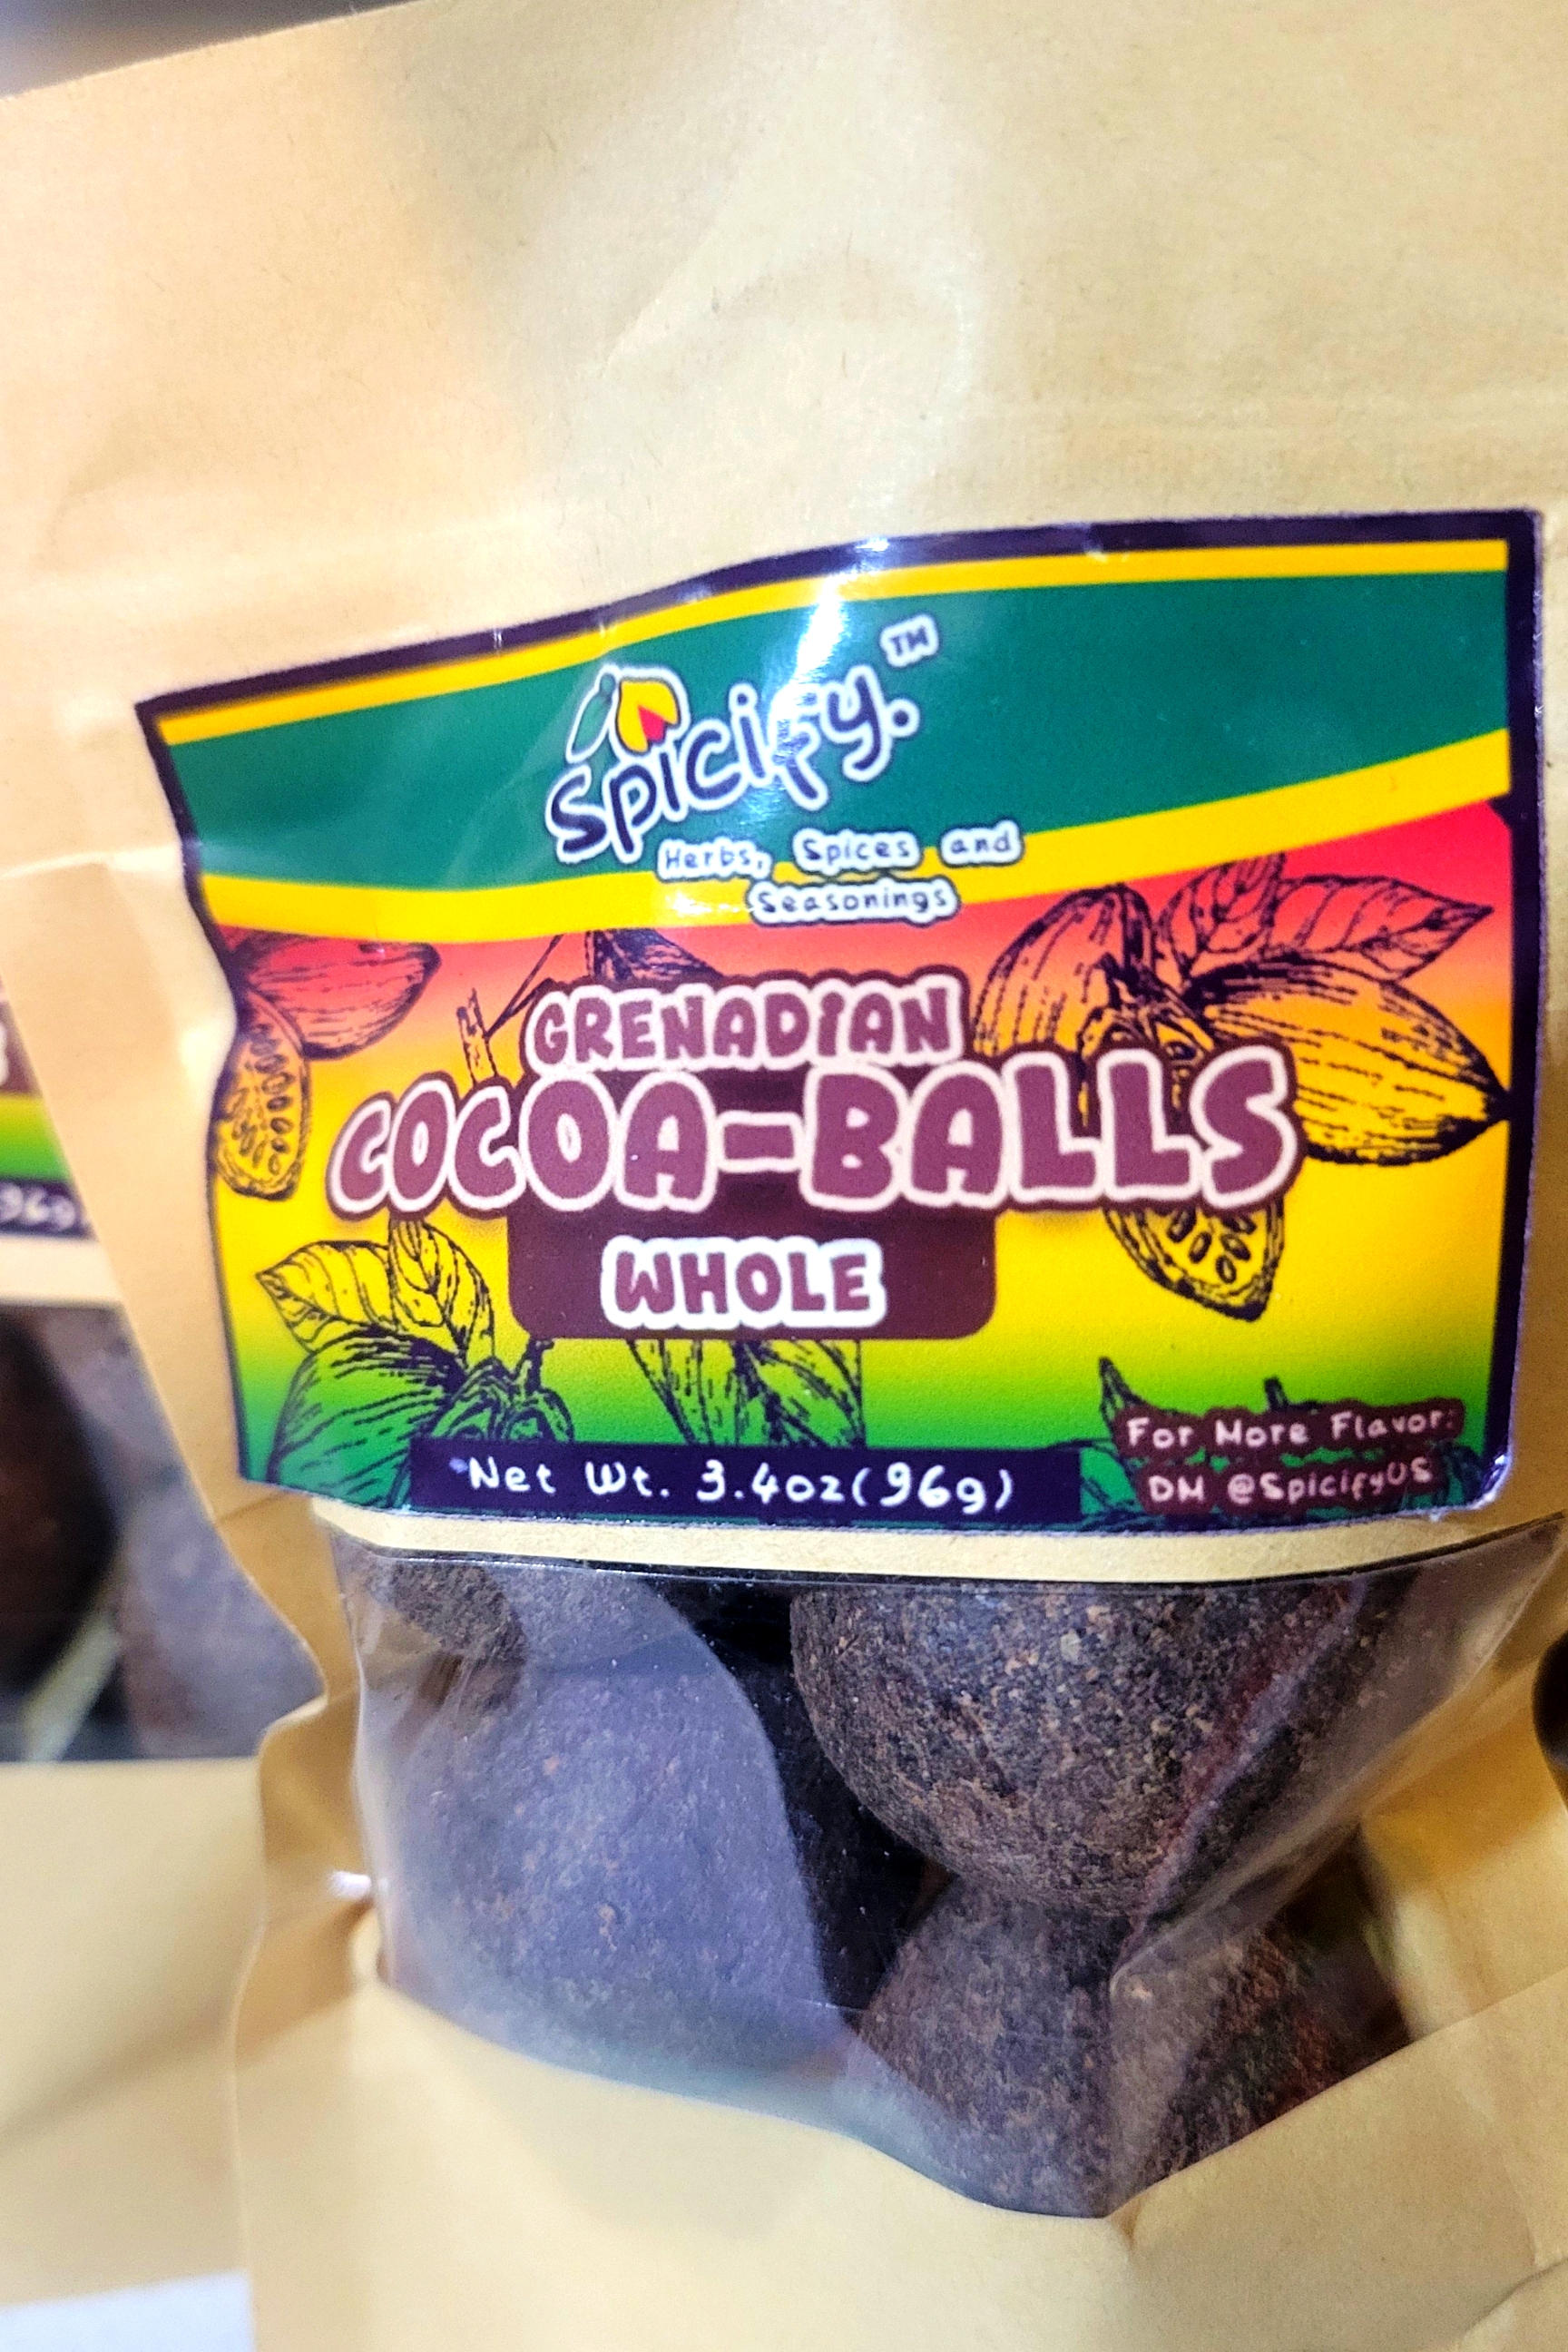 Spicify.™
Herbs, Spices and
Seasonings
GRENADIAN
COCOA-BALLS
WHOLE
Net Wt. 3.4oz(96g)
For More Flavor:
DM @SpicifyUS
96g